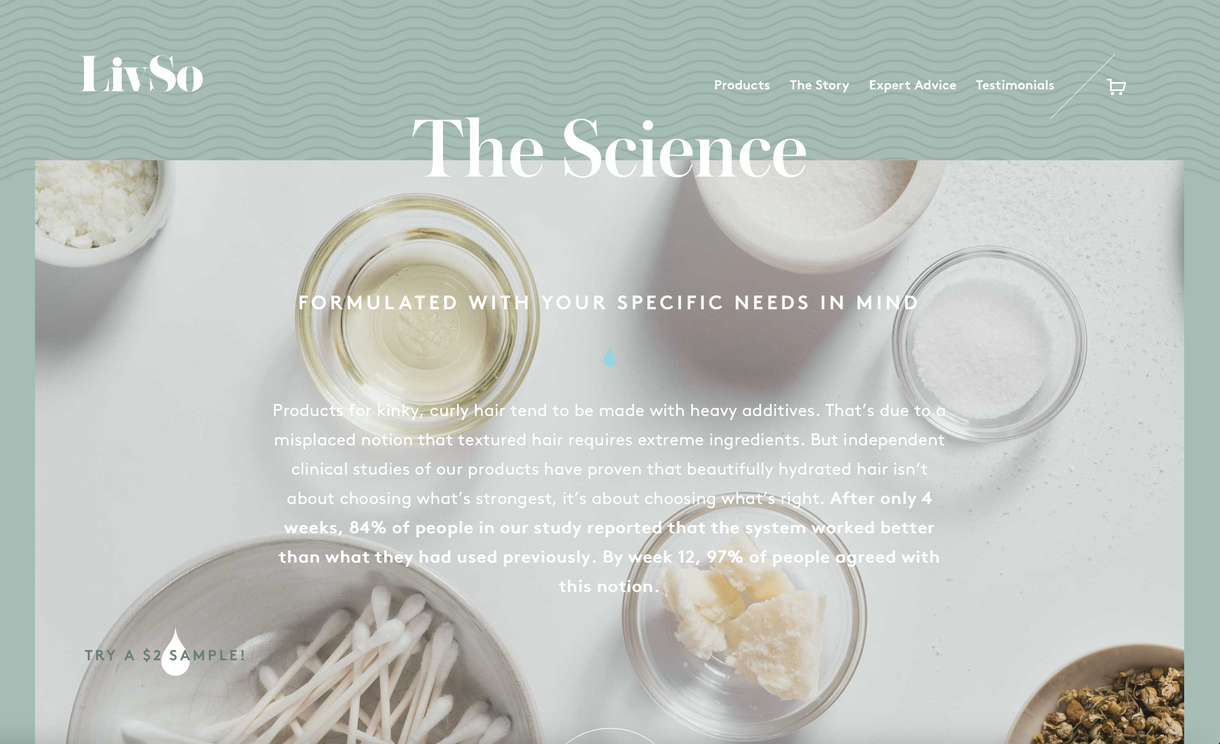 LivSo
Products The Story Expert Advice Testimonials
The Science
FORMULATED WITH YOUR SPECIFIC NEEDS IN MIND
Products for kinky, curly hair tend to be made with heavy additives. That’s due to a
misplaced notion that textured hair requires extreme ingredients. But independent
clinical studies of our products have proven that beautifully hydrated hair isn’t
about choosing what’s strongest, it’s about choosing what’s right. After only 4
weeks, 84% of people in our study reported that the system worked better
than what they had used previously. By week 12, 97% of people agreed with
this notion.
TRY A $2 SAMPLE!